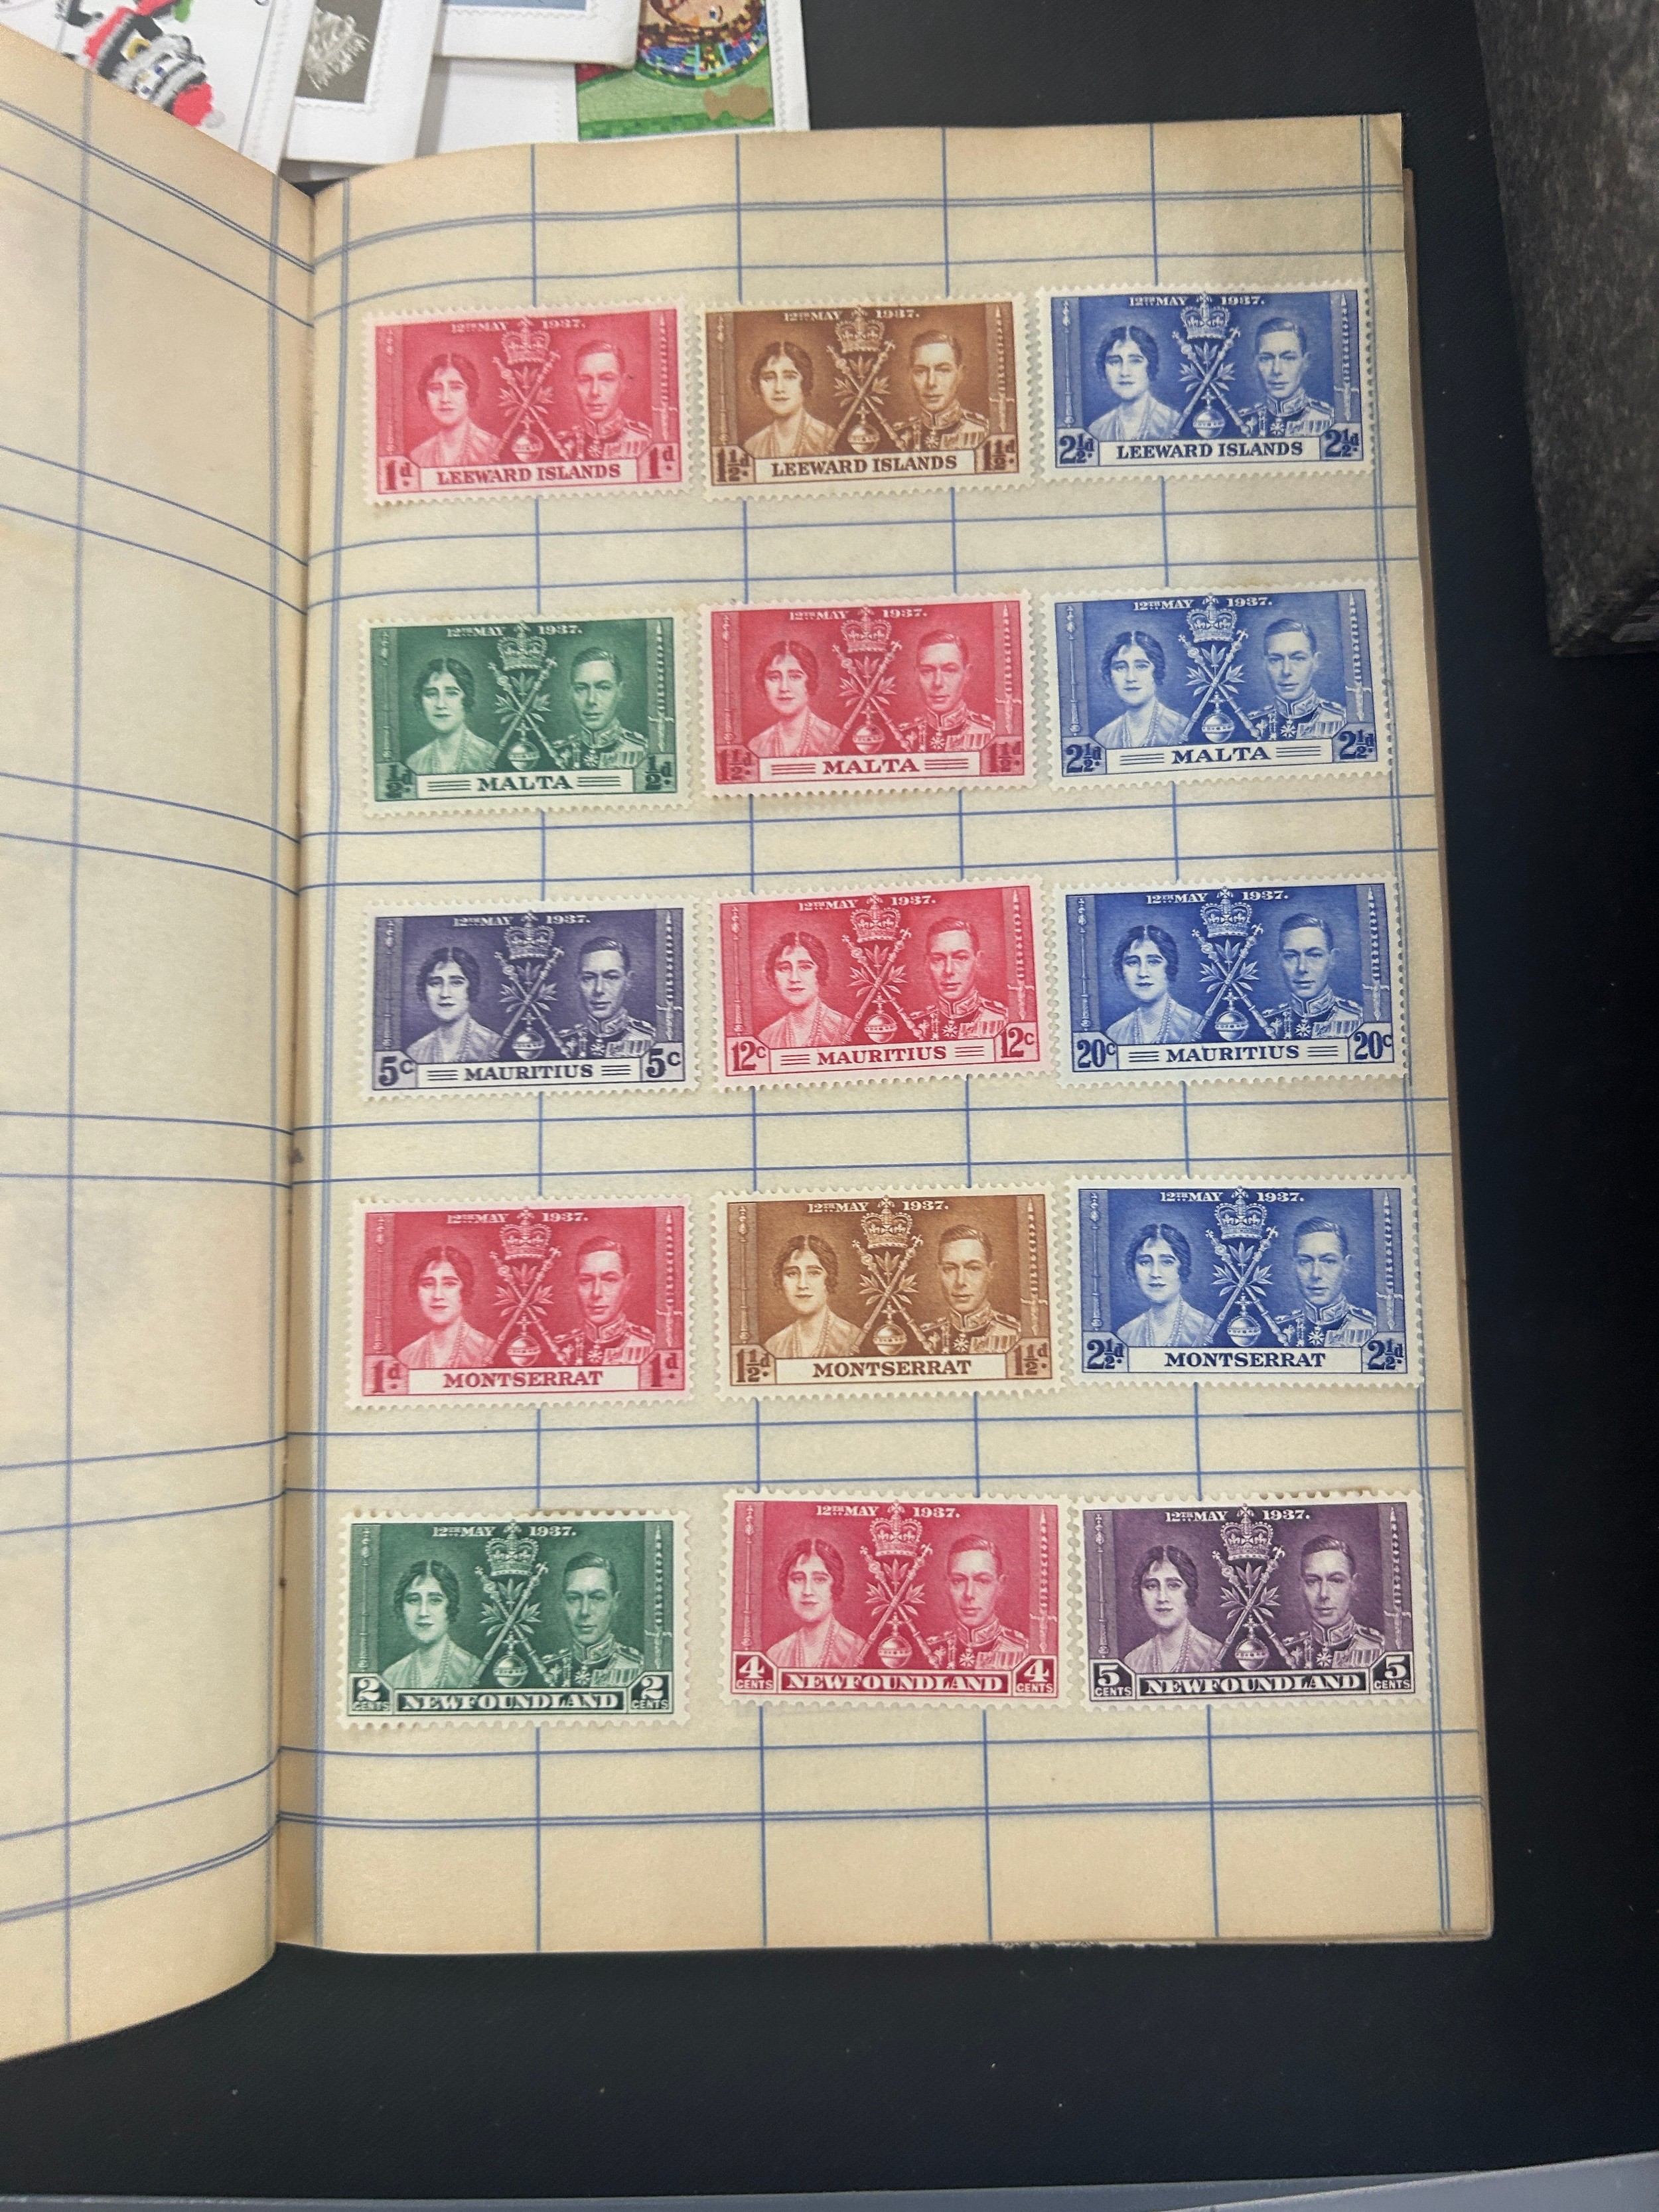 12TH MAY 1937.
1d. LEEWARD ISLANDS 1d.
12TH MAY 1937.
1½d. LEEWARD ISLANDS 1½d.
12TH MAY 1937.
2½d. LEEWARD ISLANDS 2½d.
12TH MAY 1937.
½d. MALTA ½d.
12TH MAY 1937.
1½d. MALTA 1½d.
12TH MAY 1937.
2½d. MALTA 2½d.
12TH MAY 1937.
5c MAURITIUS 5c
12TH MAY 1937.
12c MAURITIUS 12c
12TH MAY 1937.
20c MAURITIUS 20c
12TH MAY 1937.
1d. MONTSERRAT 1d.
12TH MAY 1937.
1½d. MONTSERRAT 1½d.
12TH MAY 1937.
2½d. MONTSERRAT 2½d.
12TH MAY 1937.
2 CENTS NEWFOUNDLAND 2 CENTS
12TH MAY 1937.
4 CENTS NEWFOUNDLAND 4 CENTS
12TH MAY 1937.
5 CENTS NEWFOUNDLAND 5 CENTS